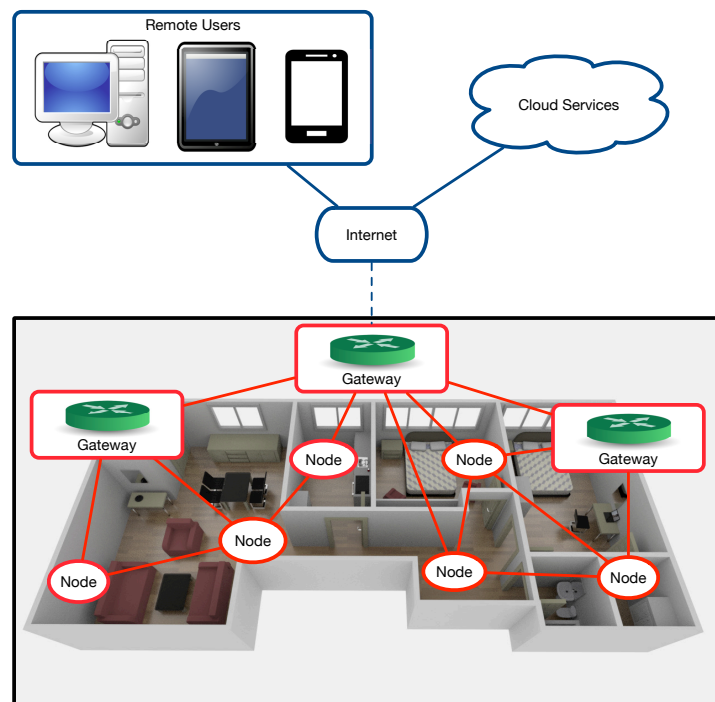 Remote Users
Cloud Services
Internet
Gateway
Gateway
Gateway
Node
Node
Node
Node
Node
Node